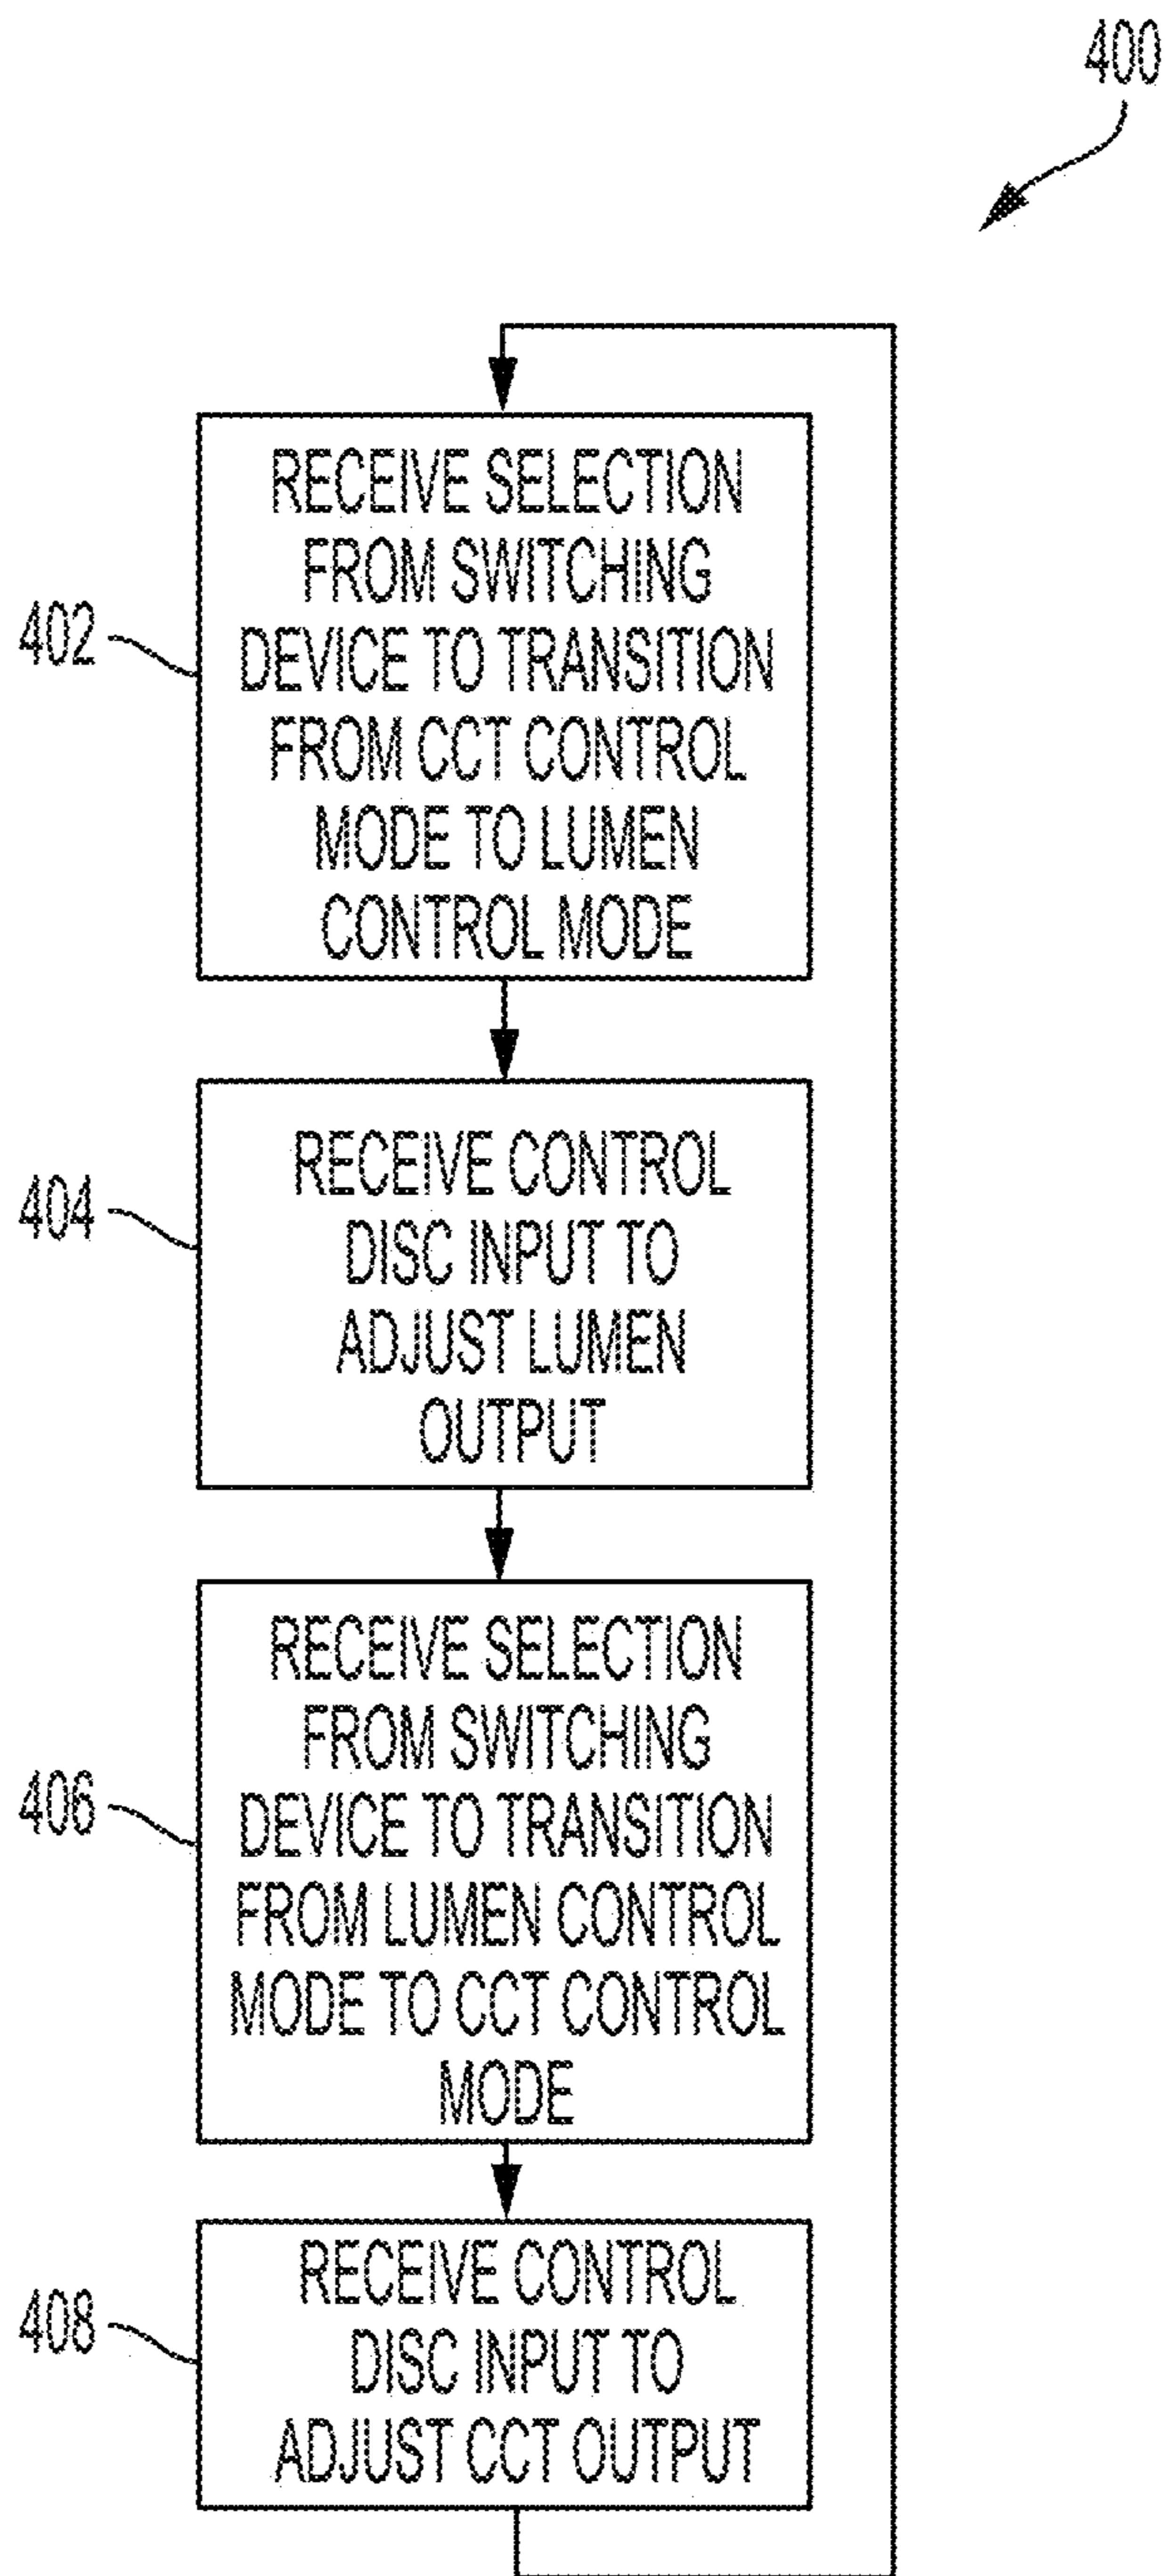 400
402
RECEIVE SELECTION
FROM SWITCHING
DEVICE TO TRANSITION
FROM CCT CONTROL
MODE TO LUMEN
CONTROL MODE
404
RECEIVE CONTROL
DISC INPUT TO
ADJUST LUMEN
OUTPUT
406
RECEIVE SELECTION
FROM SWITCHING
DEVICE TO TRANSITION
FROM LUMEN CONTROL
MODE TO CCT CONTROL
MODE
408
RECEIVE CONTROL
DISC INPUT TO
ADJUST CCT OUTPUT